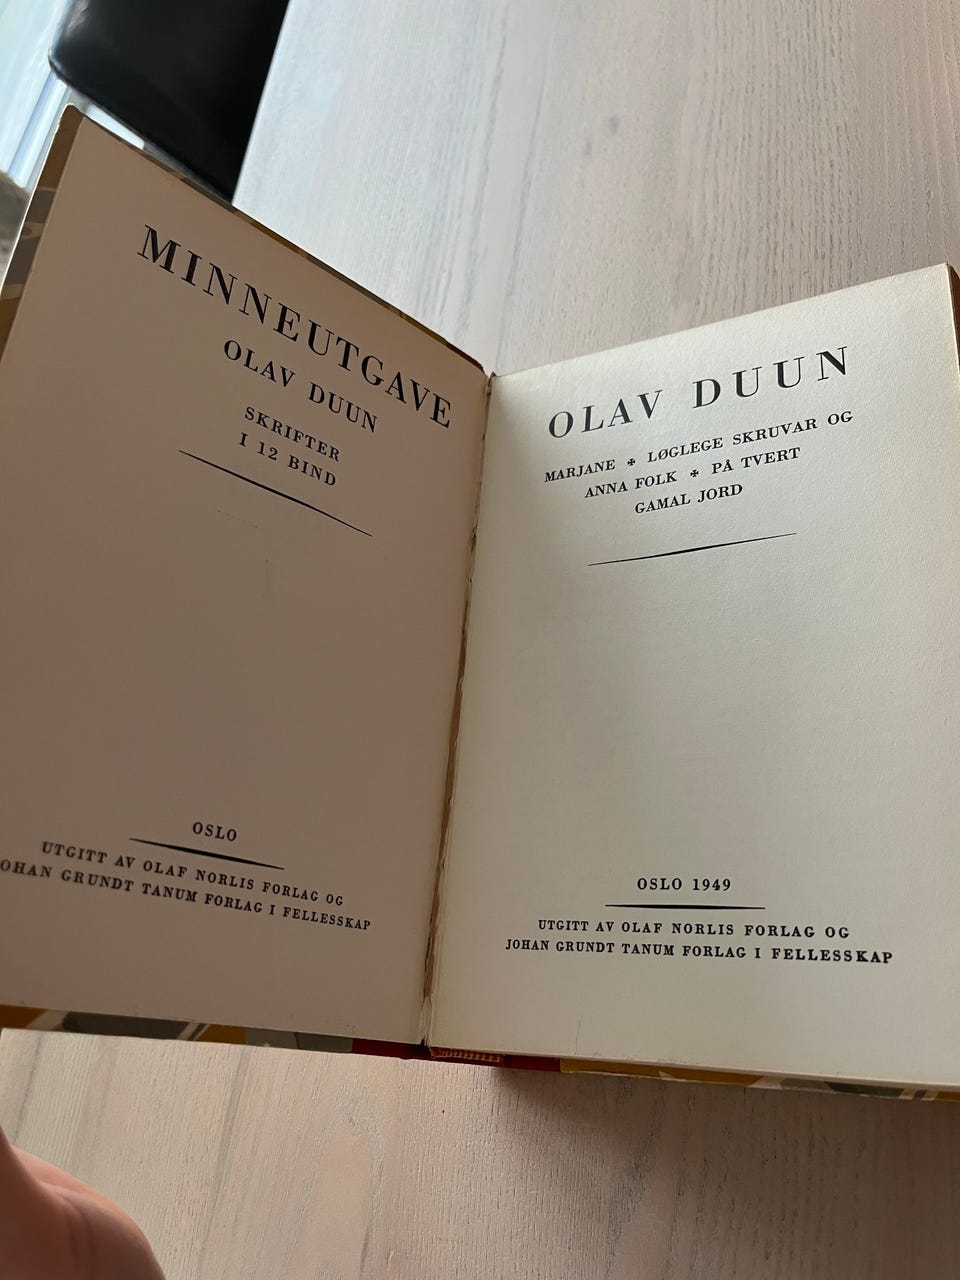 MINNEUTGAVE
OLAV DUUN
SKRIFTER
I 12 BIND
OSLO
UTGITT AV OLAF NORLIS FORLAG OG
OHAN GRUNDT TANUM FORLAG I FELLESSKAP
OLAV DUUN
MARJANE ✠ LØGLEGE SKRUVAR OG
ANNA FOLK ✠ PÅ TVERT
GAMAL JORD
OSLO 1949
UTGITT AV OLAF NORLIS FORLAG OG
JOHAN GRUNDT TANUM FORLAG I FELLESSKAP